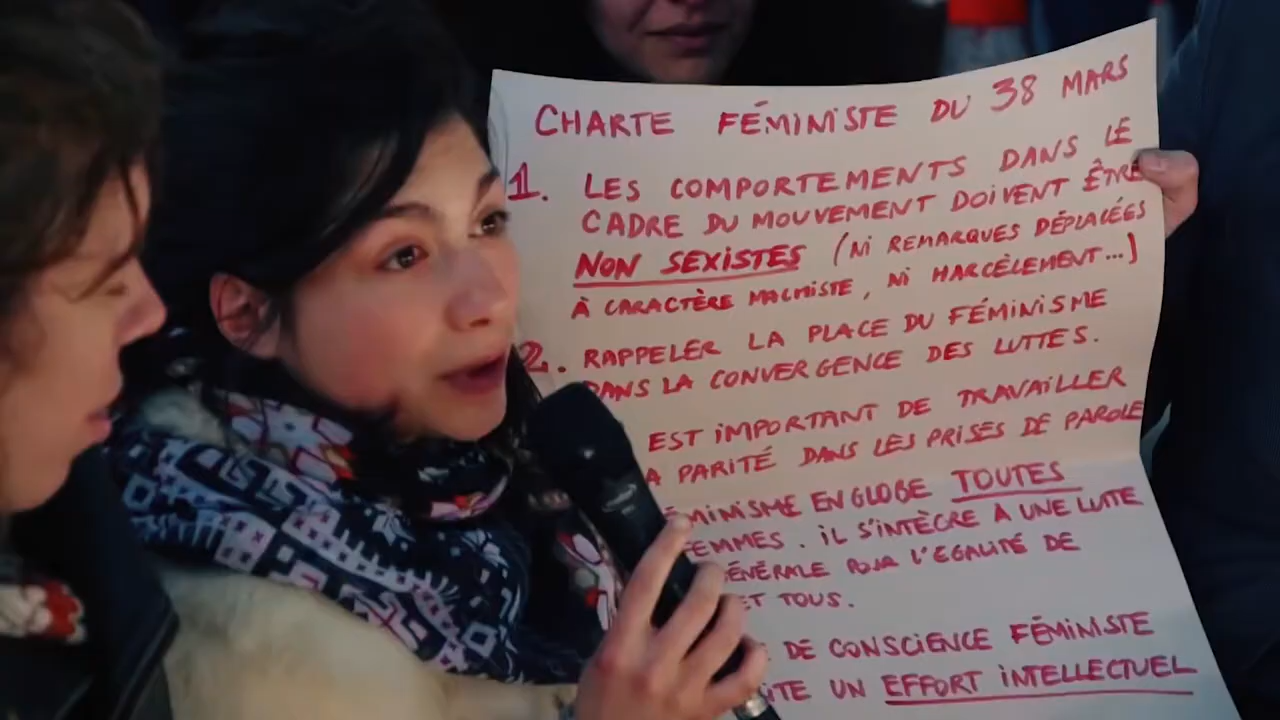 CHARTE FÉMINISTE DU 38 MARS
1. LES COMPORTEMENTS DANS LE
CADRE DU MOUVEMENT DOIVENT ÊTRE
NON SEXISTES (Ni REMARQUES DÉPLACÉES
À CARACTÈRE MACHISTE, Ni HARCÈLEMENT...)
2. RAPPELER LA PLACE DU FÉMINISME
DANS LA CONVERGENCE DES LUTTES.
EST IMPORTANT DE TRAVAILLER
A PARITÉ DANS LES PRISES DE PAROLE
ÉMINISME ENGLOBE TOUTES
FEMMES. IL S'INTÈGRE À UNE LUTTE
GÉNÉRALE POUR L'EGALITÉ DE
ET TOUS.
DE CONSCIENCE FÉMINISTE
ITE UN EFFORT INTELLECTUEL